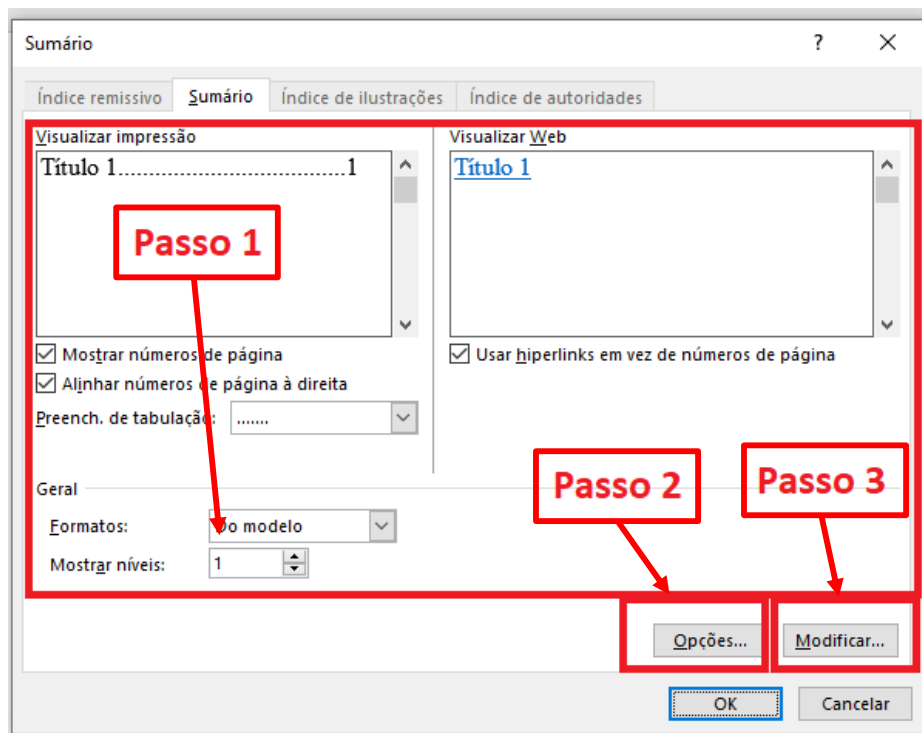 Sumário ?
Índice remissivo Sumário Índice de ilustrações Índice de autoridades
Visualizar impressão
Título 1....................................1
Visualizar Web
Título 1
Passo 1
Mostrar números de página
Alinhar números de página à direita
Preench. de tabulação: .......
Usar hiperlinks em vez de números de página
Passo 2
Passo 3
Geral
Formatos: Do modelo
Mostrar níveis: 1
Opções... Modificar...
OK Cancelar